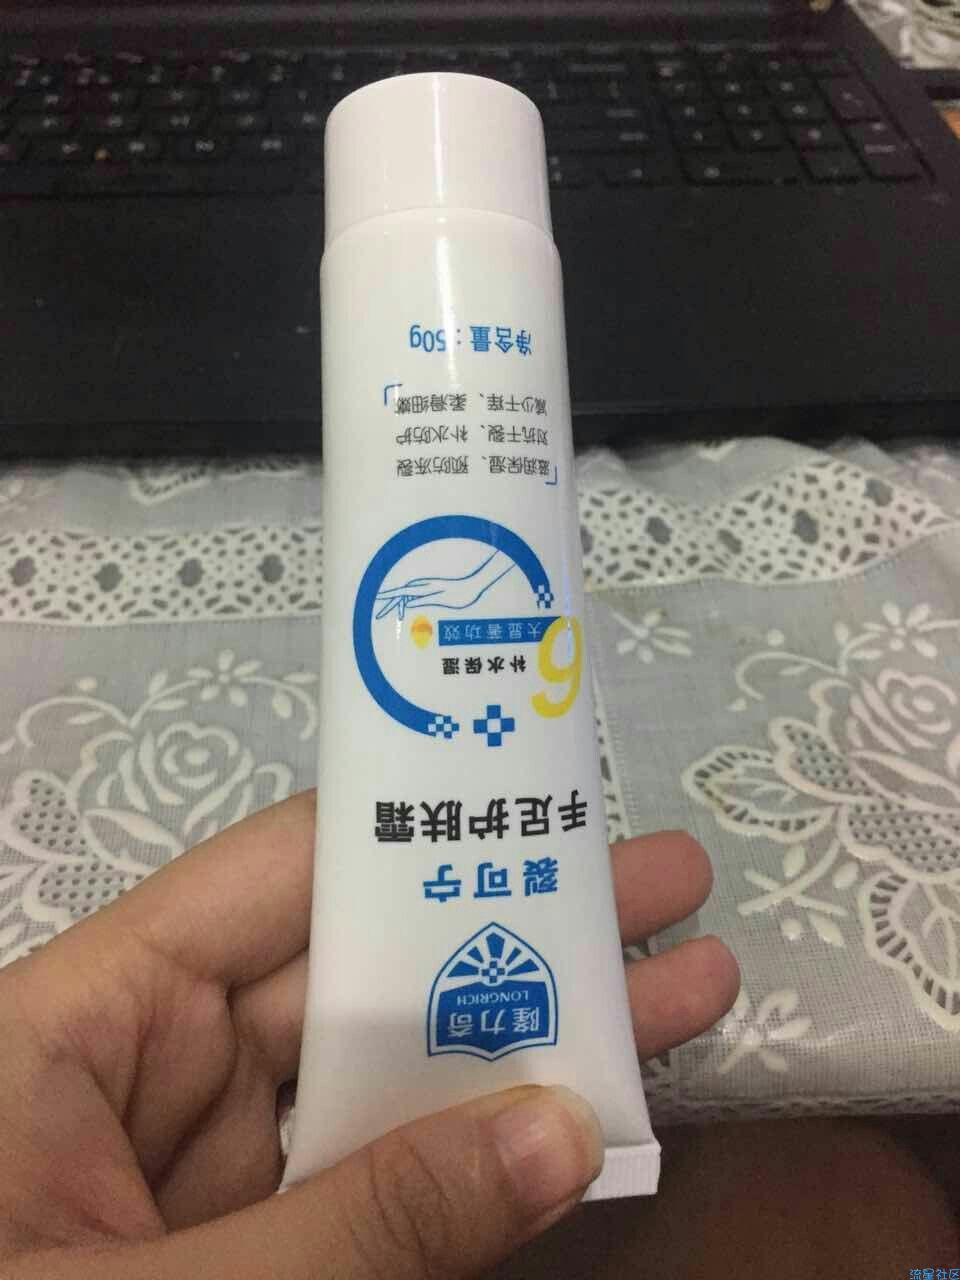 隆力奇
LONGRICH
裂可宁
手足护肤霜
补水保湿
6大显著功效
「滋润保湿、预防冻裂
对抗干裂、补水防护
减少干痒、柔滑细嫩」
净含量:50g
流星社区